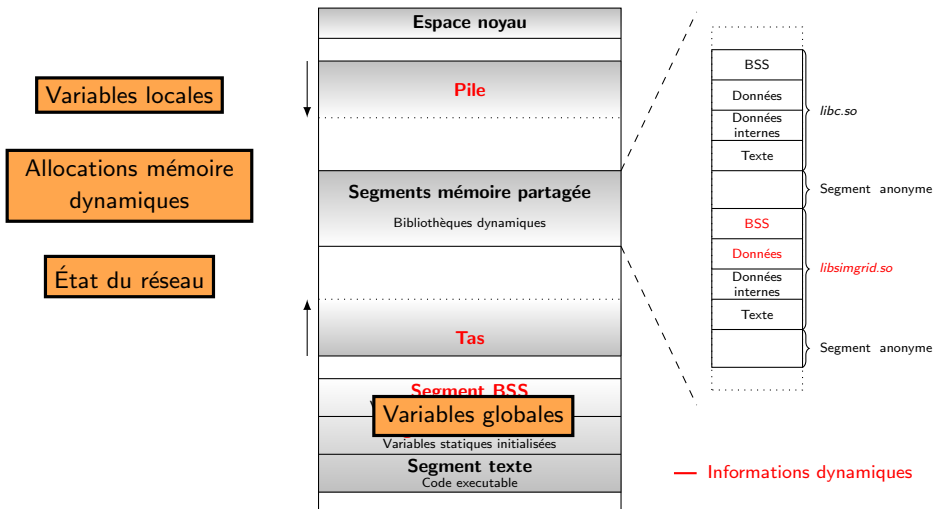 Espace noyau
Pile
Segments mémoire partagée
Bibliothèques dynamiques
Tas
Segment BSS
Variables statiques initialisées
Segment texte
Code executable
Variables locales
Allocations mémoire
dynamiques
État du réseau
Variables globales
BSS
Données
Données
internes
Texte
libc.so
Segment anonyme
BSS
Données
Données
internes
Texte
libsimgrid.so
Segment anonyme
Informations dynamiques